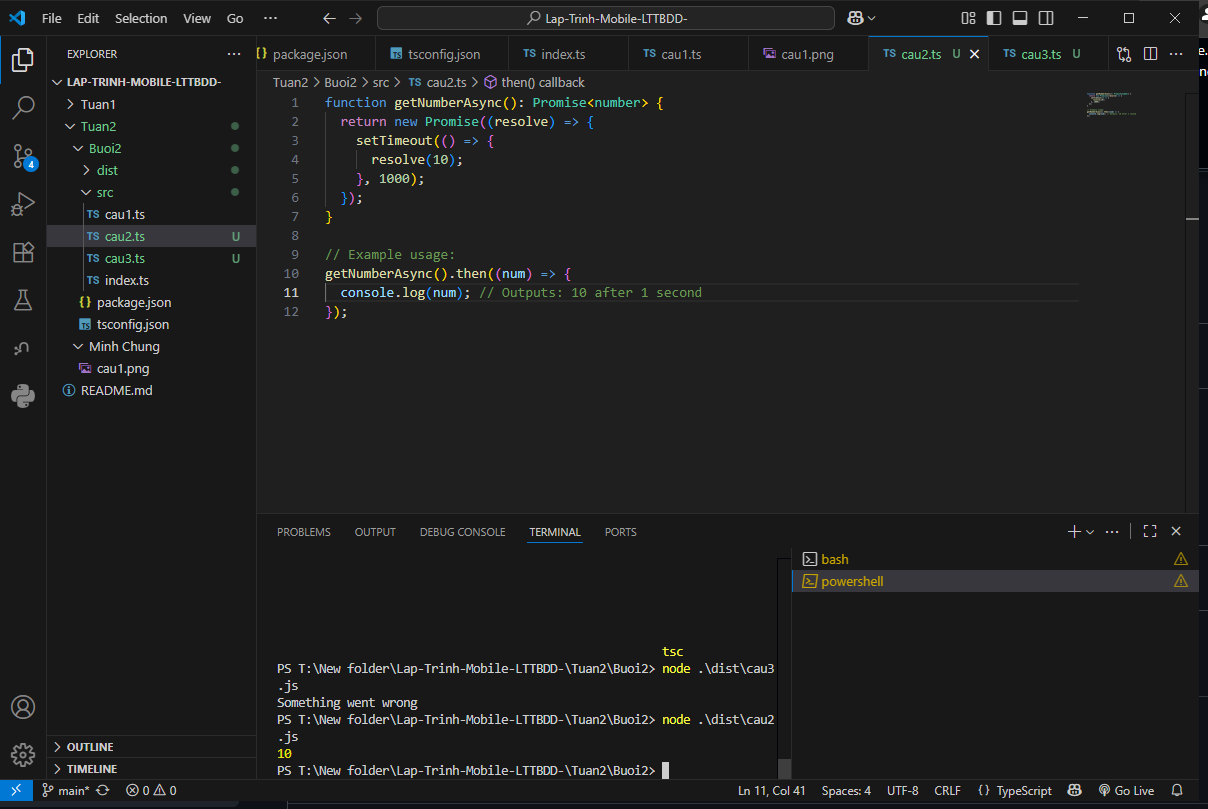 File Edit Selection View Go ··· Lap-Trinh-Mobile-LTTBDD-
EXPLORER ···
LAP-TRINH-MOBILE-LTTBDD-
Tuan1
Tuan2
Buoi2
dist
src
TS cau1.ts
TS cau2.ts U
TS cau3.ts U
TS index.ts
{} package.json
TS tsconfig.json
Minh Chung
cau1.png
README.md
OUTLINE
TIMELINE
4
{} package.json TS tsconfig.json TS index.ts TS cau1.ts cau1.png TS cau2.ts U TS cau3.ts U
Tuan2 > Buoi2 > src > TS cau2.ts > then() callback
1 function getNumberAsync(): Promise<number> {
2 return new Promise((resolve) => {
3 setTimeout(() => {
4 resolve(10);
5 }, 1000);
6 });
7 }
8
9 // Example usage:
10 getNumberAsync().then((num) => {
11 console.log(num); // Outputs: 10 after 1 second
12 });
PROBLEMS OUTPUT DEBUG CONSOLE TERMINAL PORTS
tsc
PS T:\New folder\Lap-Trinh-Mobile-LTTBDD-\Tuan2\Buoi2> node .\dist\cau3
.js
Something went wrong
PS T:\New folder\Lap-Trinh-Mobile-LTTBDD-\Tuan2\Buoi2> node .\dist\cau2
.js
10
PS T:\New folder\Lap-Trinh-Mobile-LTTBDD-\Tuan2\Buoi2>
bash
powershell
main* 0 0 Ln 11, Col 41 Spaces: 4 UTF-8 CRLF {} TypeScript Go Live